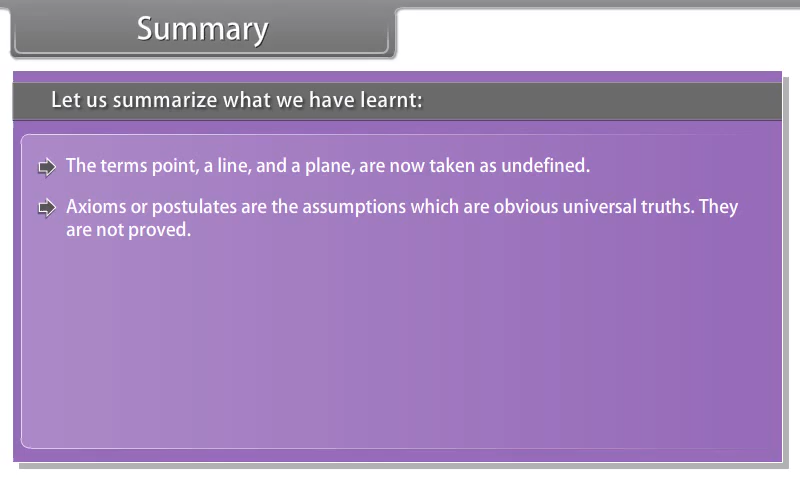 Summary
Let us summarize what we have learnt:
The terms point, a line, and a plane, are now taken as undefined.
Axioms or postulates are the assumptions which are obvious universal truths. They
are not proved.